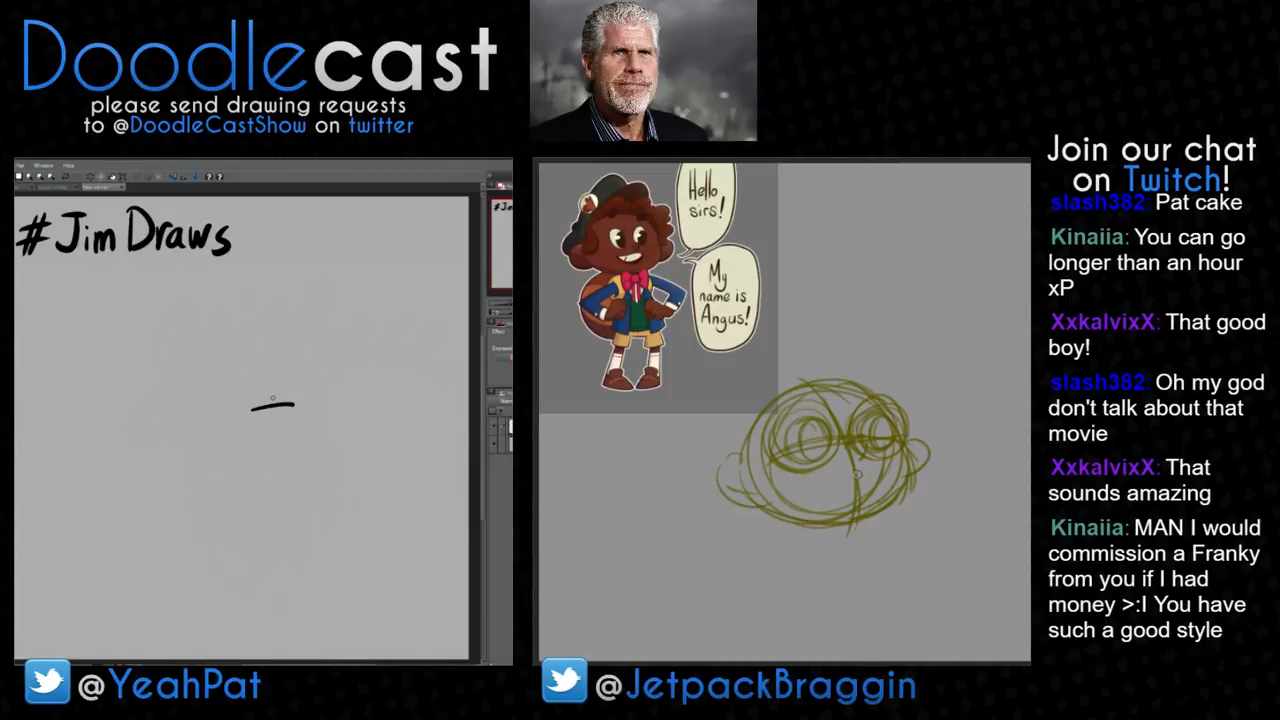 Doodlecast
please send drawing requests
to @DoodleCastShow on twitter
Window Help
#JimDraws
Hello
sirs!
My
name is
Angus!
Join our chat
on Twitch!
slash382: Pat cake
Kinaiia: You can go
longer than an hour
xP
XxkalvixX: That good
boy!
slash382: Oh my god
don't talk about that
movie
XxkalvixX: That
sounds amazing
Kinaiia: MAN I would
commission a Franky
from you if I had
money >:I You have
such a good style
@YeahPat
@JetpackBraggin